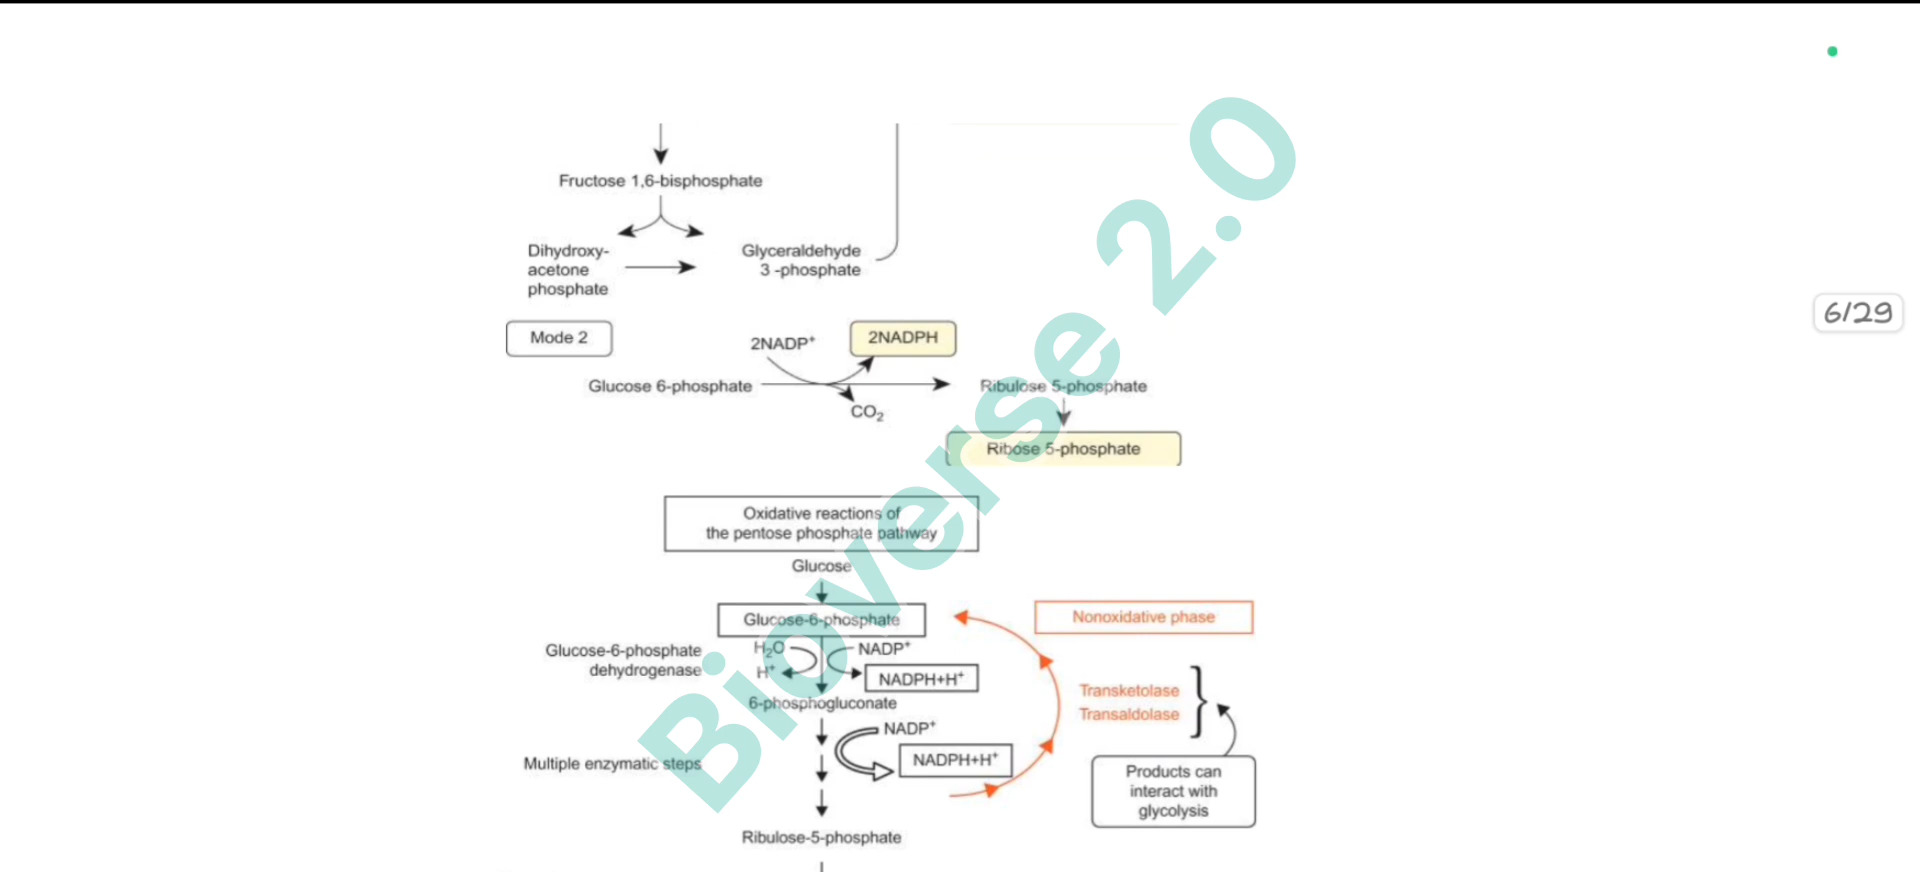 Fructose 1,6-bisphosphate
Dihydroxy-
acetone
phosphate
Glyceraldehyde
3 -phosphate
Mode 2
2NADP⁺
2NADPH
Glucose 6-phosphate
Ribulose 5-phosphate
CO₂
Ribose 5-phosphate
6/29
Oxidative reactions of
the pentose phosphate pathway
Glucose
Glucose-6-phosphate
Nonoxidative phase
Glucose-6-phosphate
dehydrogenase
H₂O
NADP⁺
H⁺
NADPH+H⁺
6-phosphogluconate
Transketolase
Transaldolase
NADP⁺
NADPH+H⁺
Multiple enzymatic steps
Products can
interact with
glycolysis
Ribulose-5-phosphate
Bioverse 2.0